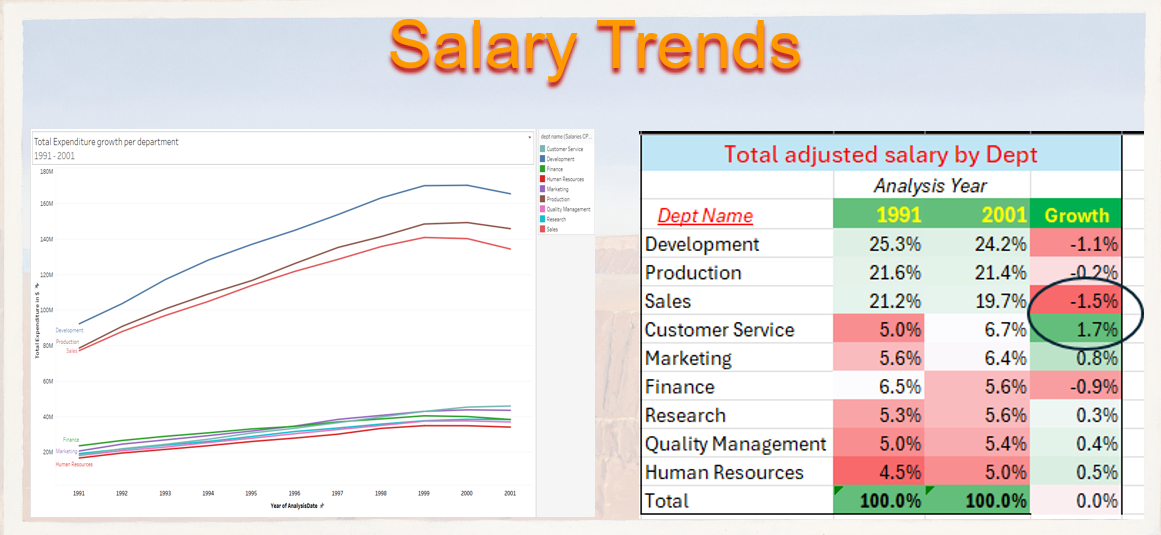 Salary Trends
Total Expenditure growth per department
1991 - 2001
180M
160M
140M
120M
100M
80M
60M
40M
20M
Total Expenditure in $ %
Development
Production
Sales
Finance
Marketing
Human Resources
1991 1992 1993 1994 1995 1996 1997 1998 1999 2000 2001
Year of AnalysisDate
dept name (Salaries CP...
Customer Service
Development
Finance
Human Resources
Marketing
Production
Quality Management
Research
Sales
Total adjusted salary by Dept
Analysis Year
Dept Name 1991 2001 Growth
Development 25.3% 24.2% -1.1%
Production 21.6% 21.4% -0.2%
Sales 21.2% 19.7% -1.5%
Customer Service 5.0% 6.7% 1.7%
Marketing 5.6% 6.4% 0.8%
Finance 6.5% 5.6% -0.9%
Research 5.3% 5.6% 0.3%
Quality Management 5.0% 5.4% 0.4%
Human Resources 4.5% 5.0% 0.5%
Total 100.0% 100.0% 0.0%